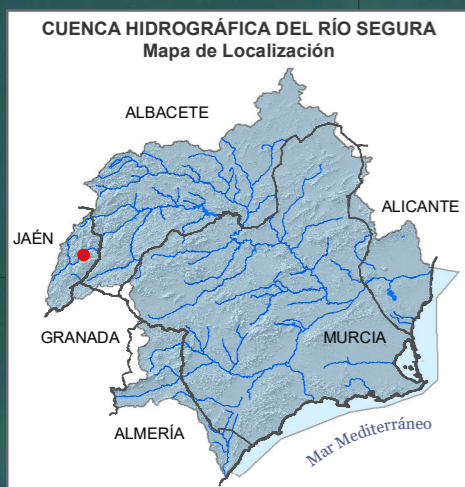 CUENCA HIDROGRÁFICA DEL RÍO SEGURA
Mapa de Localización
ALBACETE
ALICANTE
JAÉN
GRANADA
MURCIA
ALMERÍA
Mar Mediterráneo